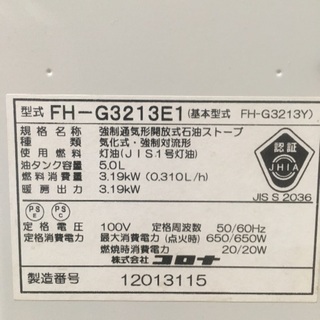 型式 FH-G3213E1(基本型式 FH-G3213Y)
規格名称 強制通気形開放式石油ストーブ
種類 気化式・強制対流形
使用燃料 灯油(JIS1号灯油)
油タンク容量 5.0L
燃料消費量 3.19kW(0.310L/h)
暖房出力 3.19kW
認証
JHIA
JIS S 2036
PS E
PS C
定格電圧 100V 定格周波数 50/60Hz
定格消費電力 最大消費電力(点火時)650/650W
燃焼時消費電力 20/20W
株式会社 コロナ
製造番号 12013115